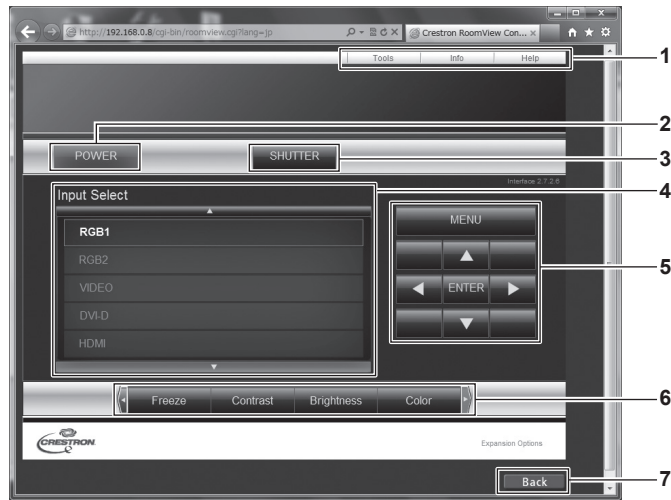 http://192.168.0.8/cgi-bin/roomview.cgi?lang=jp
Crestron RoomView Con...
Tools Info Help
1
2
POWER SHUTTER
3
Interface 2.7.2.6
4
Input Select
RGB1
RGB2
VIDEO
DVI-D
HDMI
MENU
ENTER
5
Freeze Contrast Brightness Color
6
CRESTRON
Expansion Options
Back
7